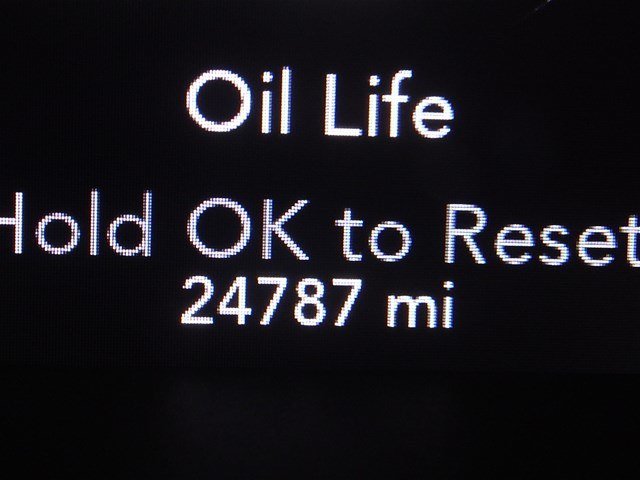 Oil Life
Hold OK to Reset
24787 mi